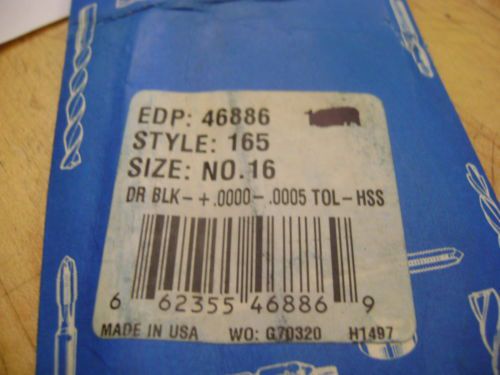 EDP: 46886
STYLE: 165
SIZE: NO.16
DR BLK-+.0000-.0005 TOL-HSS
6 62355 46886 9
MADE IN USA WO: G70320 H1497